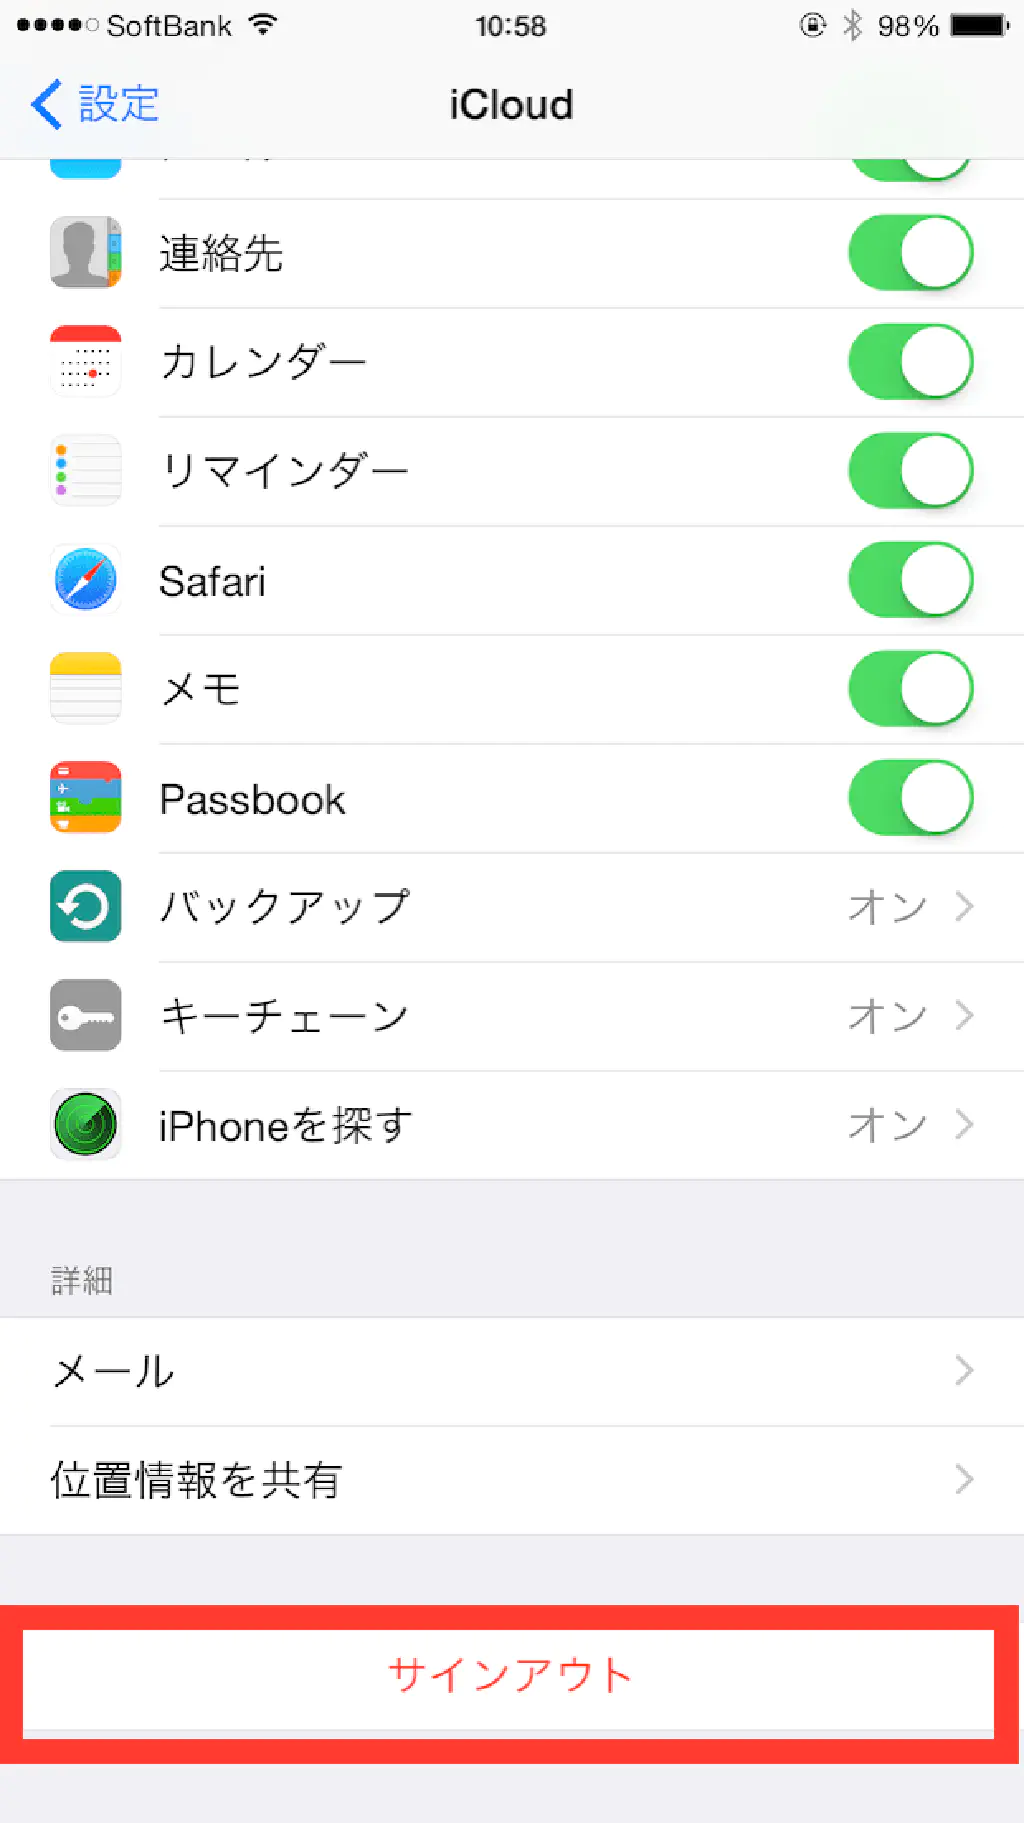 SoftBank 10:58 98%
設定 iCloud
連絡先
カレンダー
リマインダー
Safari
メモ
Passbook
バックアップ オン
キーチェーン オン
iPhoneを探す オン
詳細
メール
位置情報を共有
サインアウト